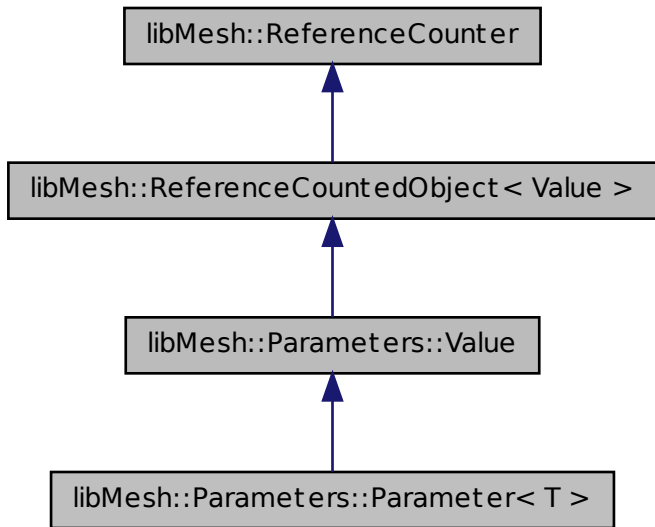 libMesh::ReferenceCounter
libMesh::ReferenceCountedObject< Value >
libMesh::Parameters::Value
libMesh::Parameters::Parameter< T >